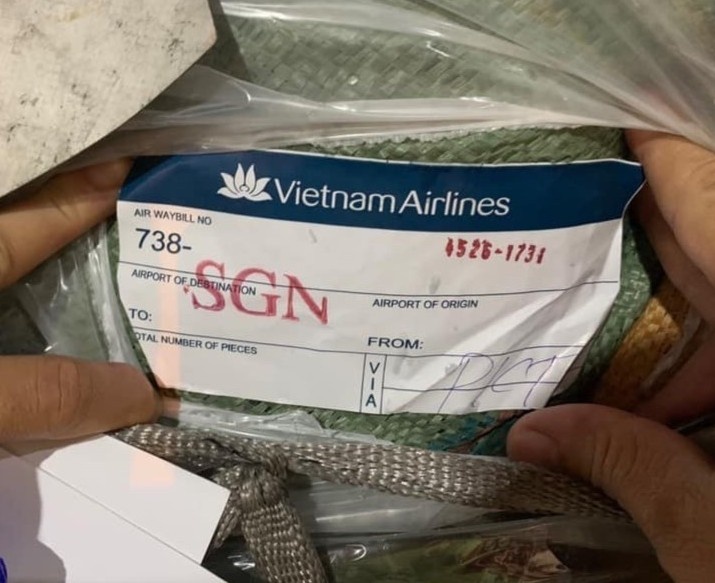 Vietnam Airlines
AIR WAYBILL NO
738- 4526-1731
AIRPORT OF DESTINATION
SGN
AIRPORT OF ORIGIN
TO:
FROM:
OTAL NUMBER OF PIECES
VIA